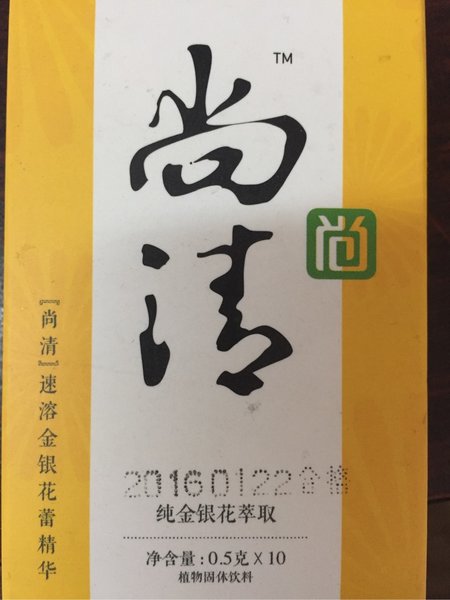 尚清
TM
尚
〔尚清〕速溶金银花蕾精华
20160122合格
纯金银花萃取
净含量:0.5克×10
植物固体饮料